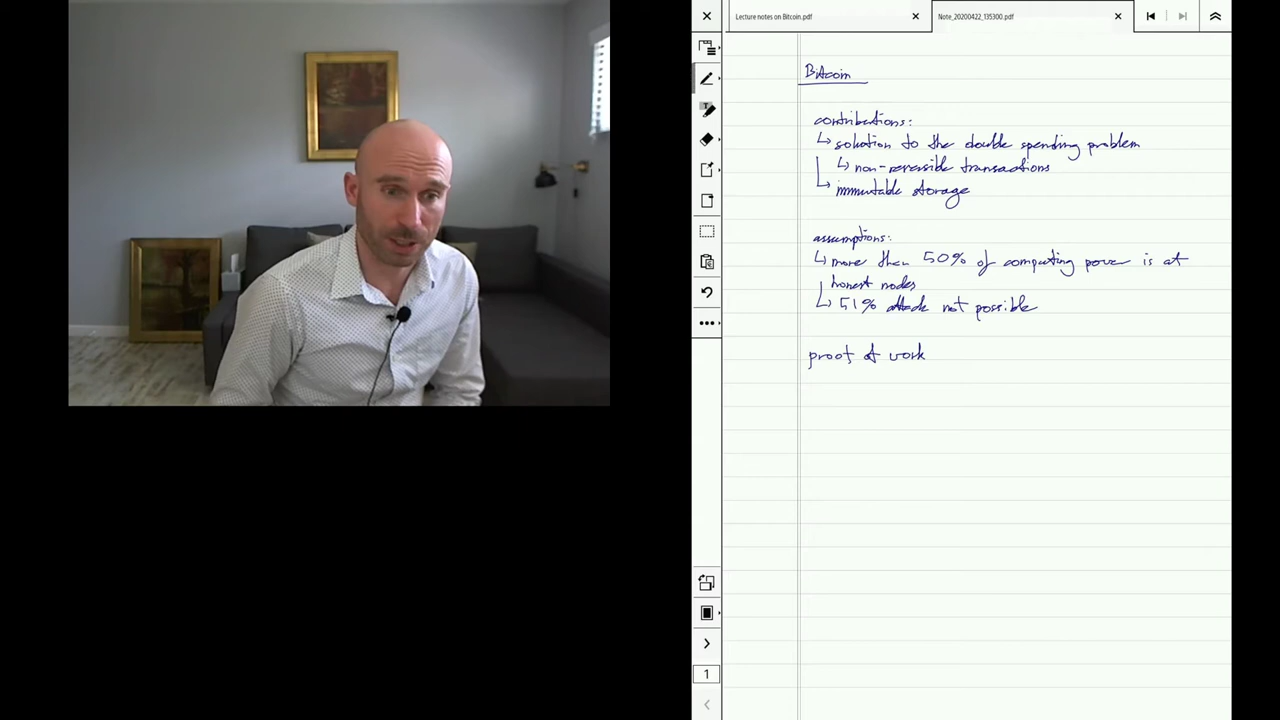 Lecture notes on Bitcoin.pdf
Note_20200422_135300.pdf
Bitcoin
contributions:
↳ solution to the double spending problem
↳ non-reversible transactions
↳ immutable storage
assumptions:
↳ more than 50% of computing power is at
honest nodes
↳ 51% attack not possible
proof of work
1